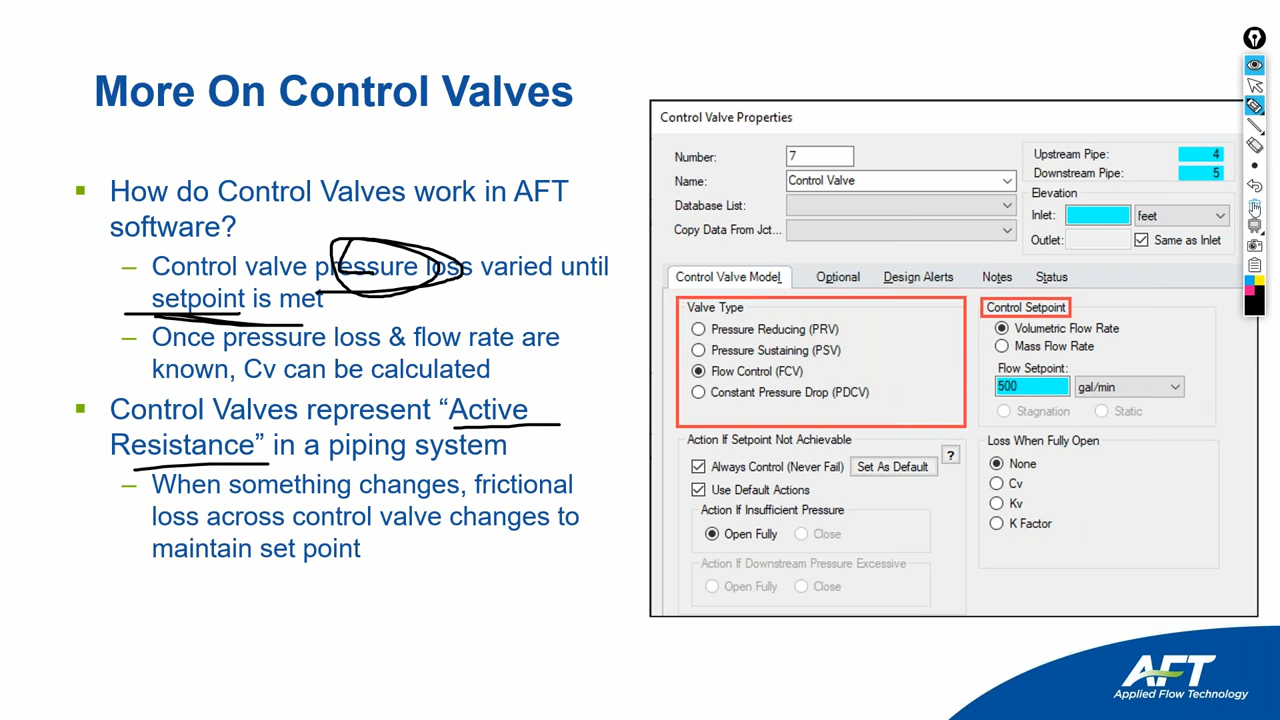 More On Control Valves
How do Control Valves work in AFT
software?
– Control valve pressure loss varied until
setpoint is met
– Once pressure loss & flow rate are
known, Cv can be calculated
Control Valves represent “Active
Resistance” in a piping system
– When something changes, frictional
loss across control valve changes to
maintain set point
Control Valve Properties
Number: 7
Name: Control Valve
Database List:
Copy Data From Jct...
Upstream Pipe: 4
Downstream Pipe: 5
Elevation
Inlet: feet
Outlet: Same as Inlet
Control Valve Model Optional Design Alerts Notes Status
Valve Type
Pressure Reducing (PRV)
Pressure Sustaining (PSV)
Flow Control (FCV)
Constant Pressure Drop (PDCV)
Control Setpoint
Volumetric Flow Rate
Mass Flow Rate
Flow Setpoint:
500 gal/min
Stagnation Static
Action If Setpoint Not Achievable
Always Control (Never Fail) Set As Default ?
Use Default Actions
Action If Insufficient Pressure
Open Fully Close
Action If Downstream Pressure Excessive
Open Fully Close
Loss When Fully Open
None
Cv
Kv
K Factor
AFT
Applied Flow Technology